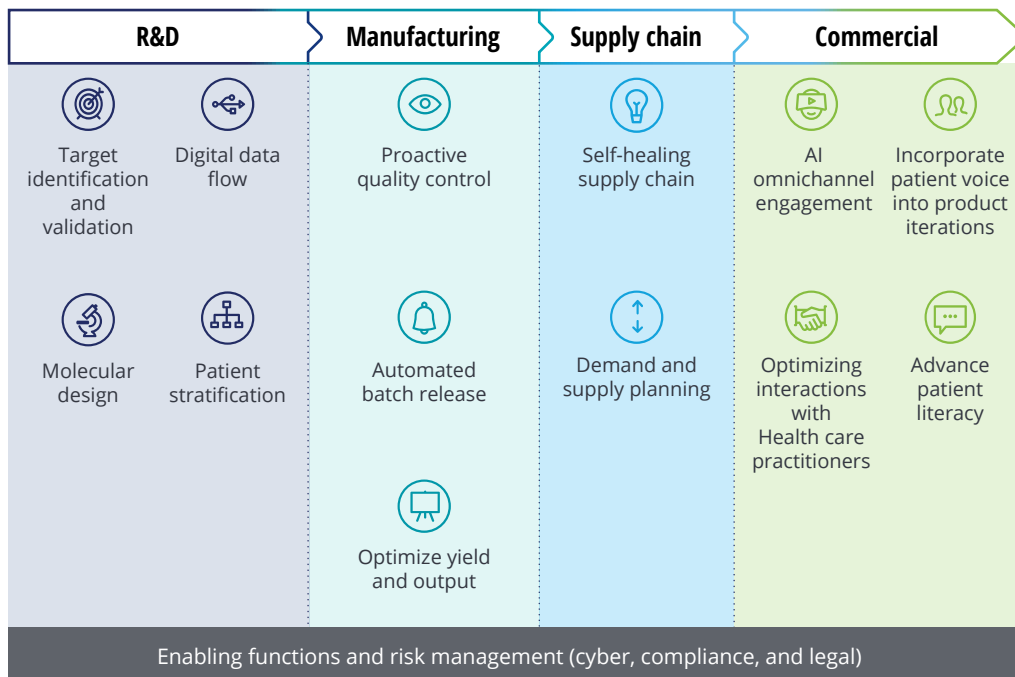 R&D
Manufacturing
Supply chain
Commercial
Target
identification
and
validation
Digital data
flow
Molecular
design
Patient
stratification
Proactive
quality control
Automated
batch release
Optimize yield
and output
Self-healing
supply chain
Demand and
supply planning
AI
omnichannel
engagement
Incorporate
patient voice
into product
iterations
Optimizing
interactions
with
Health care
practitioners
Advance
patient
literacy
Enabling functions and risk management (cyber, compliance, and legal)